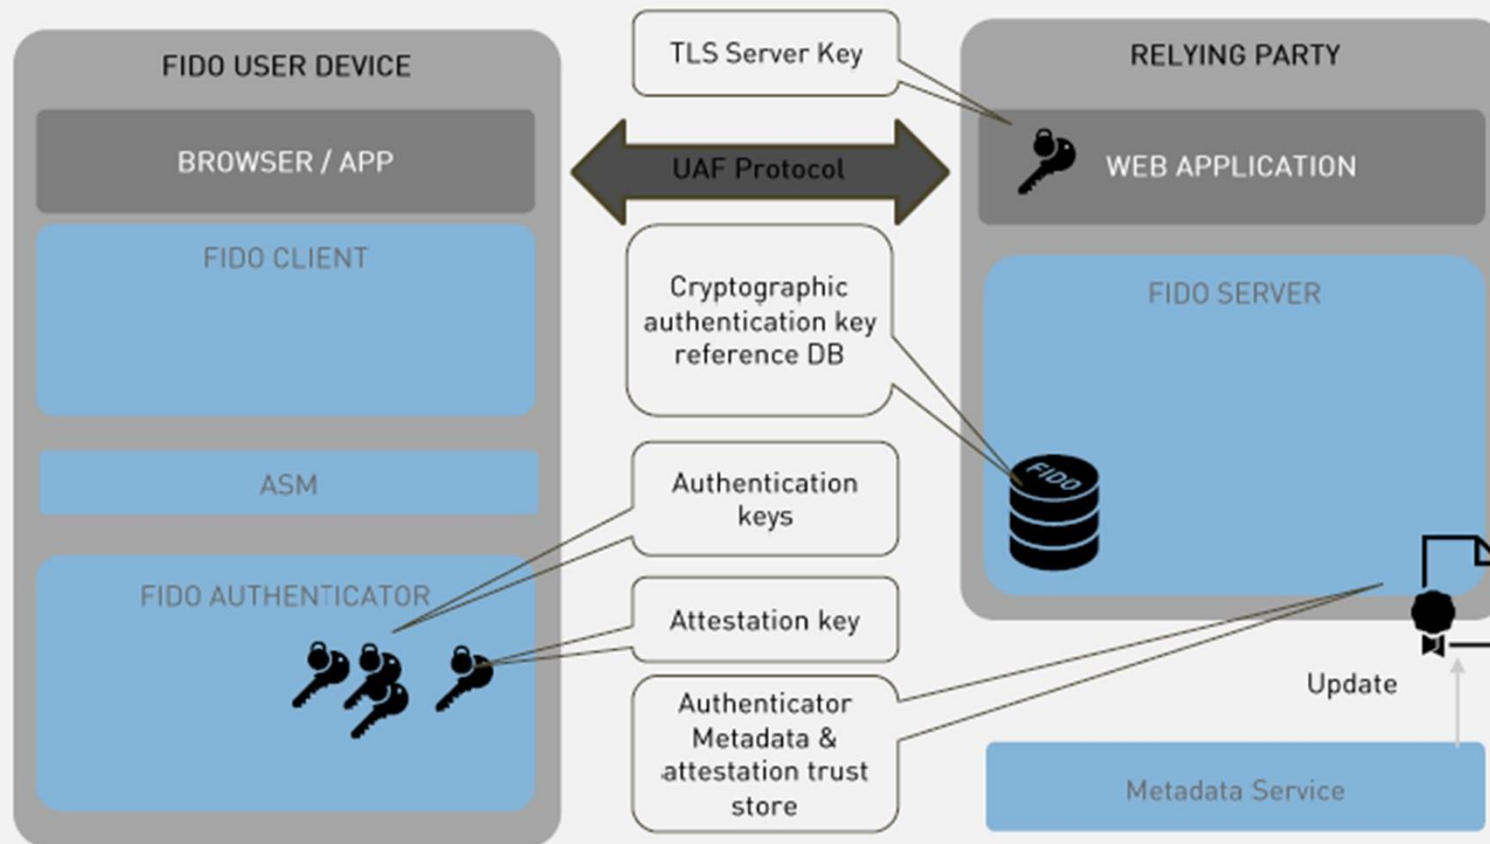 FIDO USER DEVICE
BROWSER / APP
FIDO CLIENT
ASM
FIDO AUTHENTICATOR
TLS Server Key
UAF Protocol
Cryptographic
authentication key
reference DB
Authentication
keys
Attestation key
Authenticator
Metadata &
attestation trust
store
RELYING PARTY
WEB APPLICATION
FIDO SERVER
FIDO
Update
Metadada Service